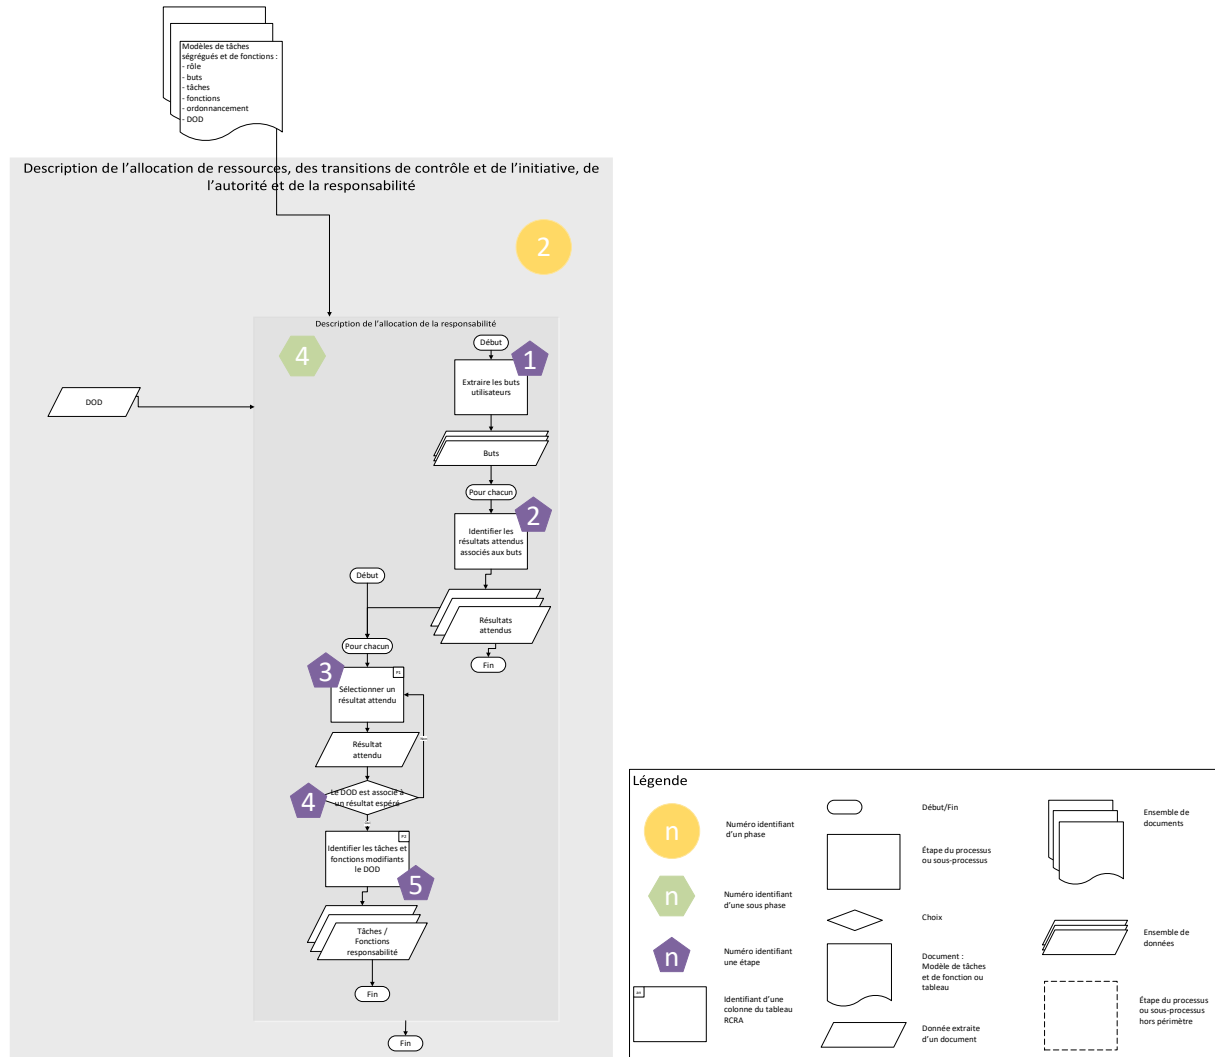 Modèles de tâches
ségrégués et de fonctions :
- rôle
- buts
- tâches
- fonctions
- ordonnancement
- DOD
Description de l’allocation de ressources, des transitions de contrôle et de l’initiative, de
l’autorité et de la responsabilité
2
Description de l’allocation de la responsabilité
4
Début
1
Extraire les buts
utilisateurs
DOD
Buts
Pour chacun
2
Identifier les
résultats attendus
associés aux buts
Début
Résultats
attendus
Pour chacun
Fin
3
P1
Sélectionner un
résultat attendu
Résultat
attendu
4
Le DOD est associé à
un résultat espéré
P2
Identifier les tâches et
fonctions modifiants
le DOD
5
Tâches /
Fonctions
responsabilité
Fin
Fin
Légende
n
Numéro identifiant
d’un phase
n
Numéro identifiant
d’une sous phase
n
Numéro identifiant
une étape
Identifiant d’une
colonne du tableau
RCRA
Début/Fin
Étape du processus
ou sous-processus
Choix
Document :
Modèle de tâches
et de fonction ou
tableau
Donnée extraite
d’un document
Ensemble de
documents
Ensemble de
données
Étape du processus
ou sous-processus
hors périmètre